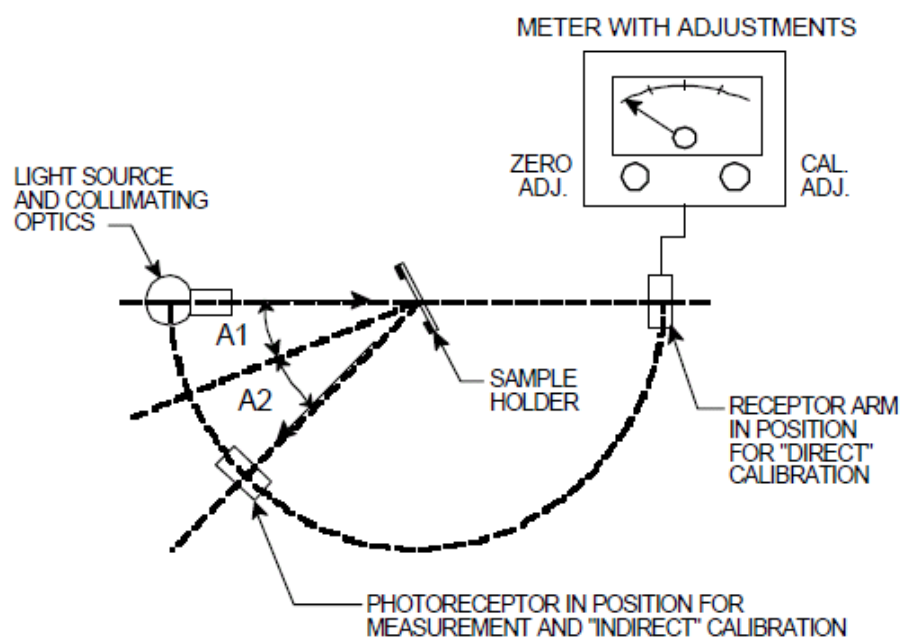 METER WITH ADJUSTMENTS
ZERO
ADJ.
CAL.
ADJ.
LIGHT SOURCE
AND COLLIMATING
OPTICS
A1
A2
SAMPLE
HOLDER
RECEPTOR ARM
IN POSITION
FOR "DIRECT"
CALIBRATION
PHOTORECEPTOR IN POSITION FOR
MEASUREMENT AND "INDIRECT" CALIBRATION